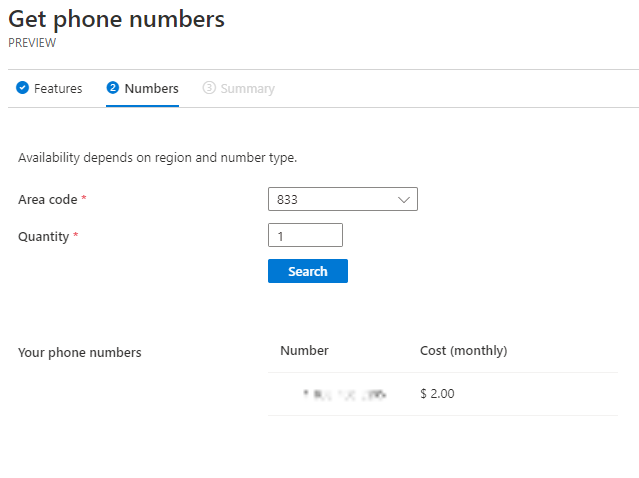 Get phone numbers
PREVIEW
Features 2 Numbers 3 Summary
Availability depends on region and number type.
Area code * 833
Quantity * 1
Search
Your phone numbers Number Cost (monthly)
$ 2.00